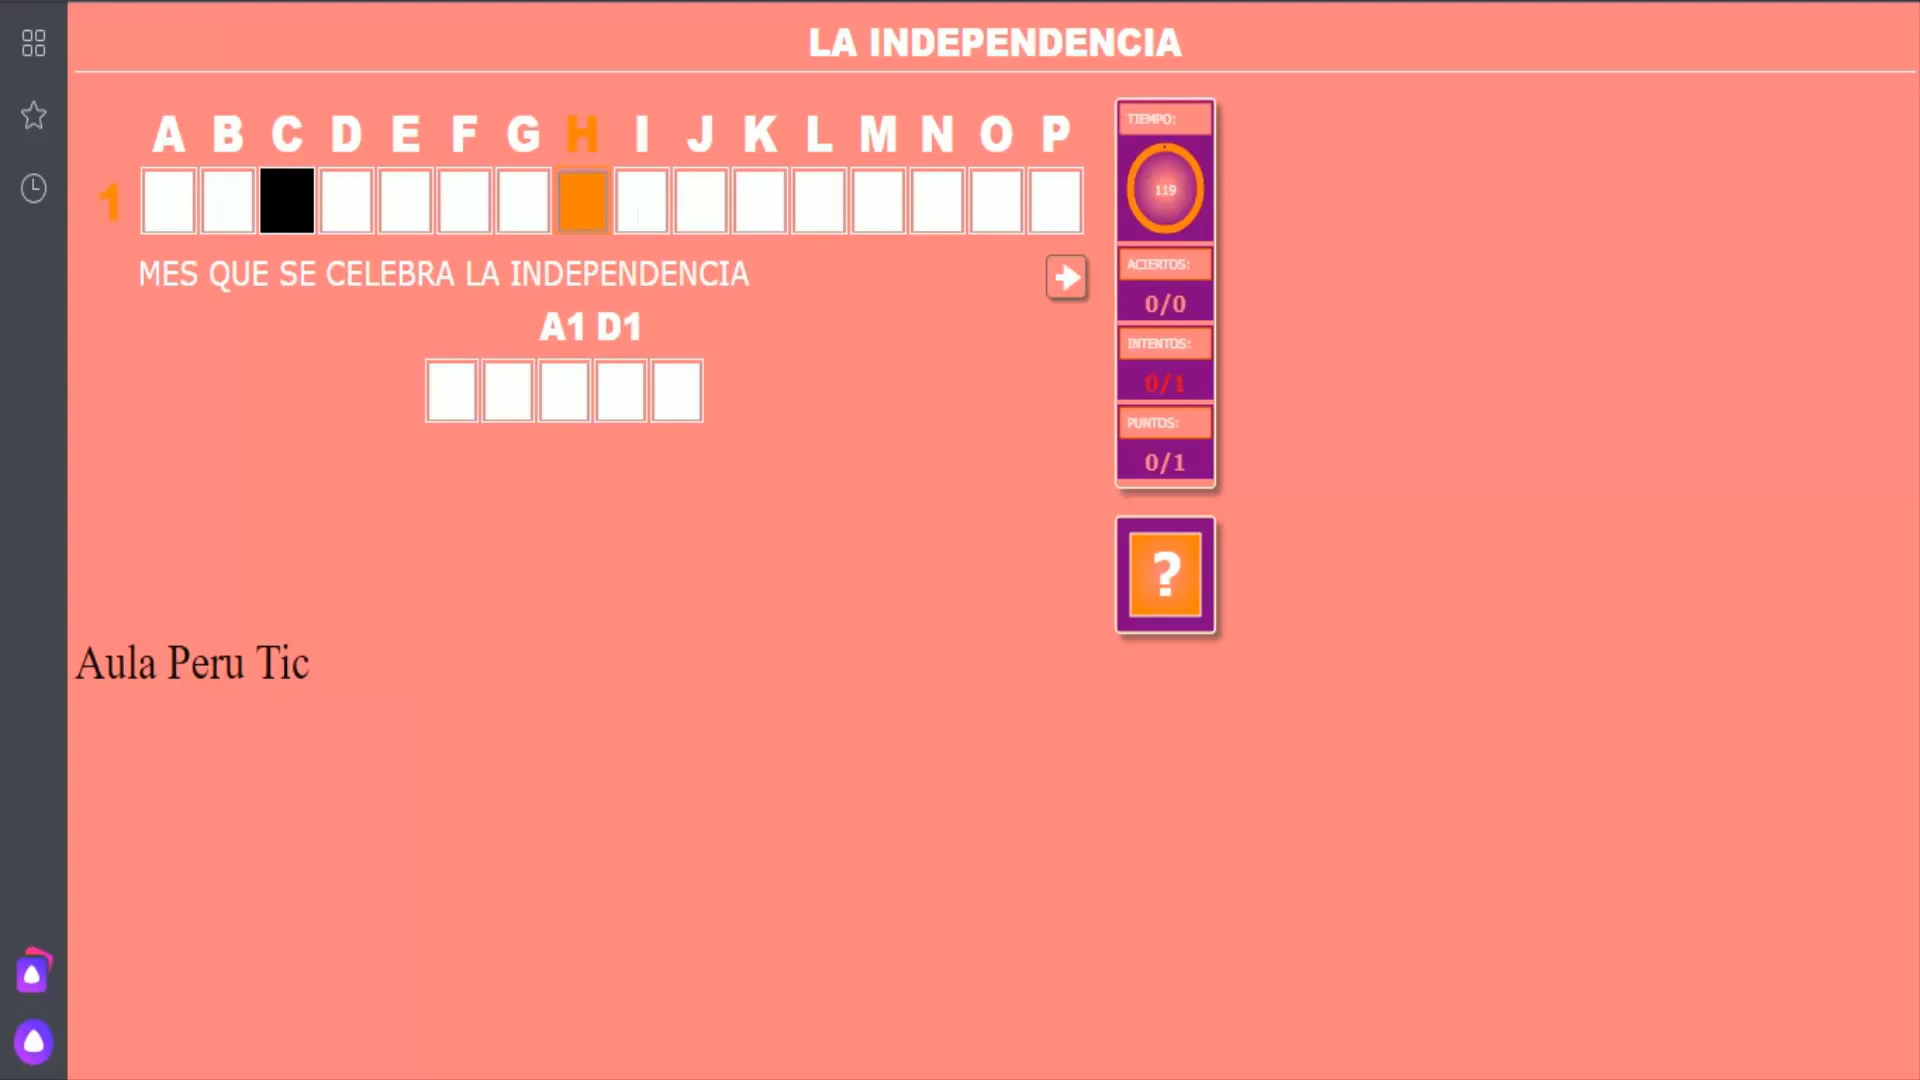 LA INDEPENDENCIA
A B C D E F G H I J K L M N O P
1
MES QUE SE CELEBRA LA INDEPENDENCIA
A1 D1
TIEMPO:
119
ACIERTOS:
0/0
INTENTOS:
0/1
PUNTOS:
0/1
?
Aula Peru Tic